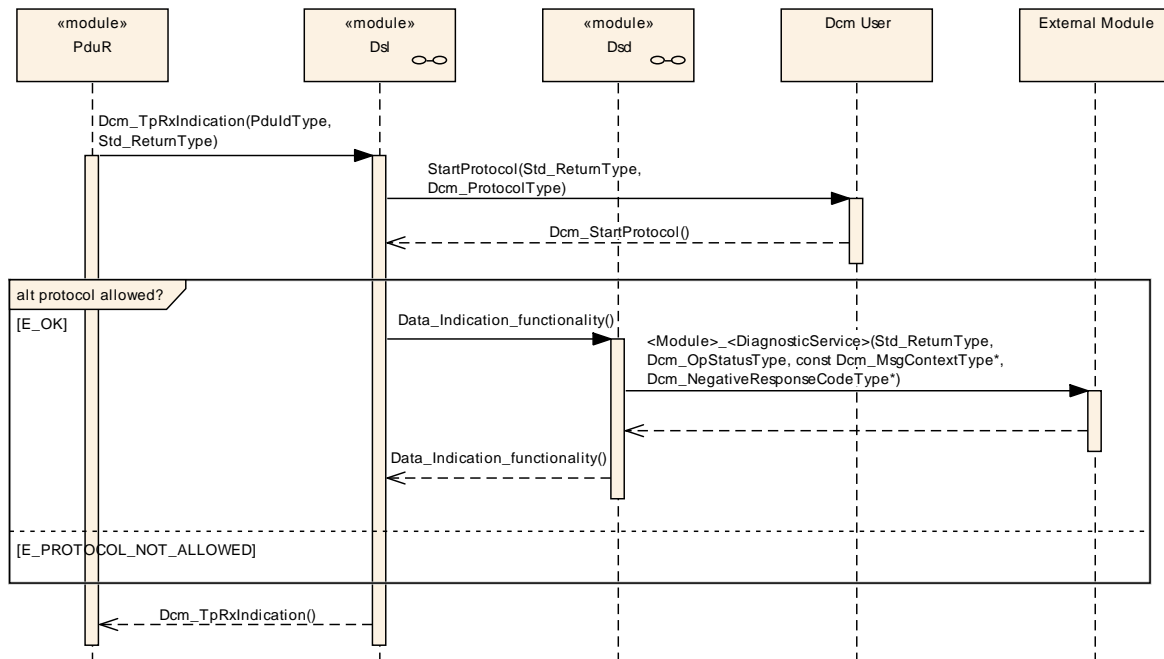 «module»
PduR
«module»
Dsl
«module»
Dsd
Dcm User
External Module
Dcm_TpRxIndication(PduIdType,
Std_ReturnType)
StartProtocol(Std_ReturnType,
Dcm_ProtocolType)
Dcm_StartProtocol()
alt protocol allowed?
[E_OK]
Data_Indication_functionality()
<Module>_<DiagnosticService>(Std_ReturnType,
Dcm_OpStatusType, const Dcm_MsgContextType*,
Dcm_NegativeResponseCodeType*)
Data_Indication_functionality()
[E_PROTOCOL_NOT_ALLOWED]
Dcm_TpRxIndication()